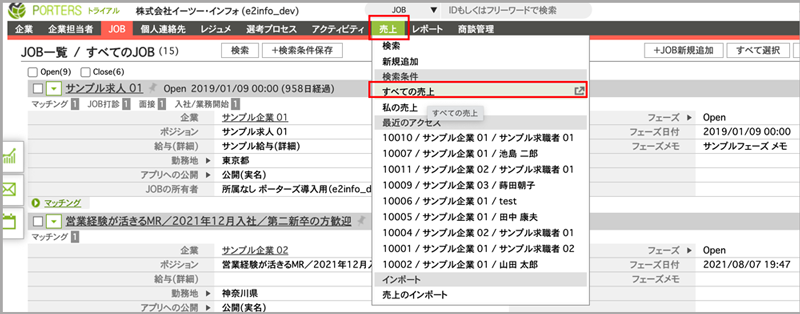 PORTERS トライアル 株式会社イーツー・インフォ (e2info_dev) JOB IDもしくはフリーワードで検索
企業 企業担当者 JOB 個人連絡先 レジュメ 選考プロセス アクティビティ 売上 レポート 商談管理
JOB一覧 / すべてのJOB (15) 検索 +検索条件保存 +JOB新規追加 すべて選択
Open(9) Close(6)
サンプル求人 01 Open 2019/01/09 00:00 (958日経過)
マッチング 1 JOB打診 1 面接 1 入社/業務開始 1
企業 サンプル企業 01 フェーズ Open
ポジション サンプル求人 01 フェーズ日付 2019/01/09 00:00
給与(詳細) サンプル給与(詳細) フェーズメモ サンプルフェーズ メモ
勤務地 東京都
アプリへの公開 公開(実名)
JOBの所有者 所属なし ポーターズ導入用(e2info_d
マッチング
営業経験が活きるMR／2021年12月入社／第二新卒の方歓迎
マッチング 1
企業 サンプル企業 02 フェーズ Open
ポジション 営業経験が活きるMR／2021年12月 フェーズ日付 2021/08/07 19:47
給与(詳細) フェーズメモ
勤務地 神奈川県
アプリへの公開 公開(実名)
検索
新規追加
検索条件
すべての売上
私の売上
すべての売上
最近のアクセス
10010 / サンプル企業 01 / サンプル求職者 01
10007 / サンプル企業 01 / 池島 二郎
10011 / サンプル企業 02 / サンプル求職者 01
10009 / サンプル企業 03 / 蒔田朝子
10006 / サンプル企業 01 / test
10005 / サンプル企業 01 / 田中 康夫
10004 / サンプル企業 02 / サンプル求職者 01
10001 / サンプル企業 01 / サンプル求職者 02
10002 / サンプル企業 01 / 山田 太郎
インポート
売上のインポート